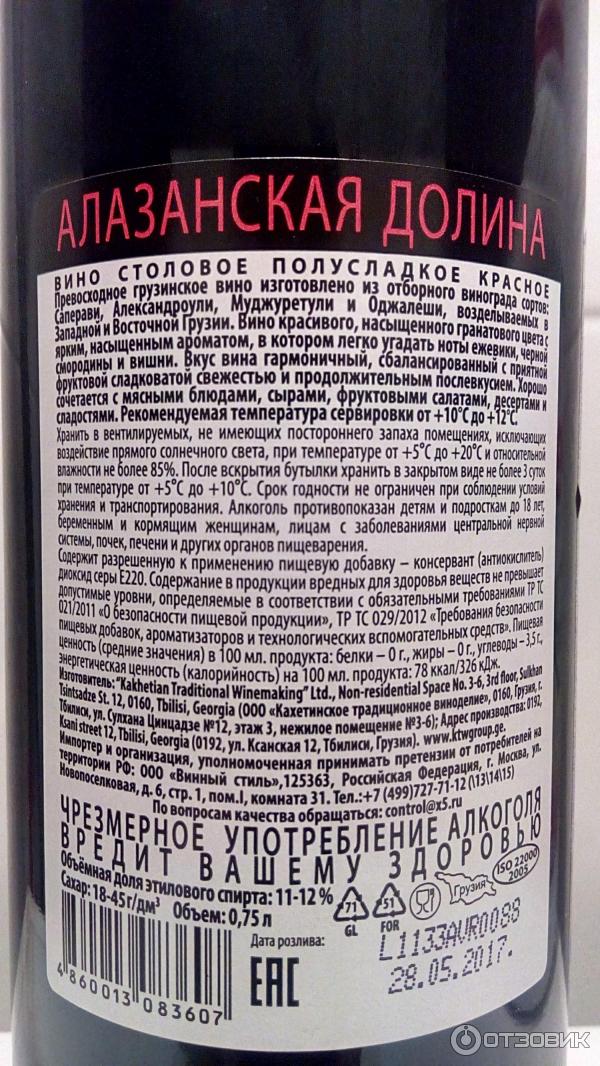 АЛАЗАНСКАЯ ДОЛИНА
ВИНО СТОЛОВОЕ ПОЛУСЛАДКОЕ КРАСНОЕ
Превосходное грузинское вино изготовлено из отборного винограда сортов:
Саперави, Александроули, Муджуретули и Оджалеши, возделываемых в
Западной и Восточной Грузии. Вино красивого, насыщенного гранатового цвета с
ярким, насыщенным ароматом, в котором легко угадать ноты ежевики, черной
смородины и вишни. Вкус вина гармоничный, сбалансированный с приятной
фруктовой сладковатой свежестью и продолжительным послевкусием. Хорошо
сочетается с мясными блюдами, сырами, фруктовыми салатами, десертами и
сладостями. Рекомендуемая температура сервировки от +10°С до +12°С.
Хранить в вентилируемых, не имеющих постороннего запаха помещениях, исключающих
воздействие прямого солнечного света, при температуре от +5°С до +20°С и относительной
влажности не более 85%. После вскрытия бутылки хранить в закрытом виде не более 3 суток
при температуре от +5°С до +10°С. Срок годности не ограничен при соблюдении условий
хранения и транспортирования. Алкоголь противопоказан детям и подросткам до 18 лет,
беременным и кормящим женщинам, лицам с заболеваниями центральной нервной
системы, почек, печени и других органов пищеварения.
Содержит разрешенную к применению пищевую добавку – консервант (антиокислитель)
диоксид серы Е220. Содержание в продукции вредных для здоровья веществ не превышает
допустимые уровни, определяемые в соответствии с обязательными требованиями ТР ТС
021/2011 «О безопасности пищевой продукции», ТР ТС 029/2012 «Требования безопасности
пищевых добавок, ароматизаторов и технологических вспомогательных средств». Пищевая
ценность (средние значения) в 100 мл. продукта: белки – 0 г., жиры – 0 г., углеводы – 3,5 г.,
энергетическая ценность (калорийность) на 100 мл. продукта: 78 ккал/326 кДж.
Изготовитель: "Kakhetian Traditional Winemaking" Ltd., Non-residential Space No. 3-6, 3rd floor, Sulkhan
Tsintsadze St. 12, 0160, Tbilisi, Georgia (ООО «Кахетинское традиционное виноделие», 0160, Грузия, г.
Тбилиси, ул. Сулхана Цинцадзе №12, этаж 3, нежилое помещение №3-6); Адрес производства: 0192,
Ksani street 12, Tbilisi, Georgia (0192, ул. Ксанская 12, Тбилиси, Грузия). www.ktwgroup.ge.
Импортер и организация, уполномоченная принимать претензии от потребителей на
территории РФ: ООО «Винный стиль»,125363, Российская Федерация, г. Москва, ул.
Новопоселковая, д. 6, стр. 1, пом.I, комната 31. Тел.:+7 (499)727-71-12 (\13\14\15)
По вопросам качества обращаться: control@x5.ru
ЧРЕЗМЕРНОЕ УПОТРЕБЛЕНИЕ АЛКОГОЛЯ
ВРЕДИТ ВАШЕМУ ЗДОРОВЬЮ
Объёмная доля этилового спирта: 11-12 %
Сахар: 18-45г/дм³ Объем: 0,75 л
71
GL
51
FOR
Грузия
ISO 22000
2005
Дата розлива:
L1133AVR0088
28.05.2017.
EAC
4 860013 083607
ОТЗОВИК